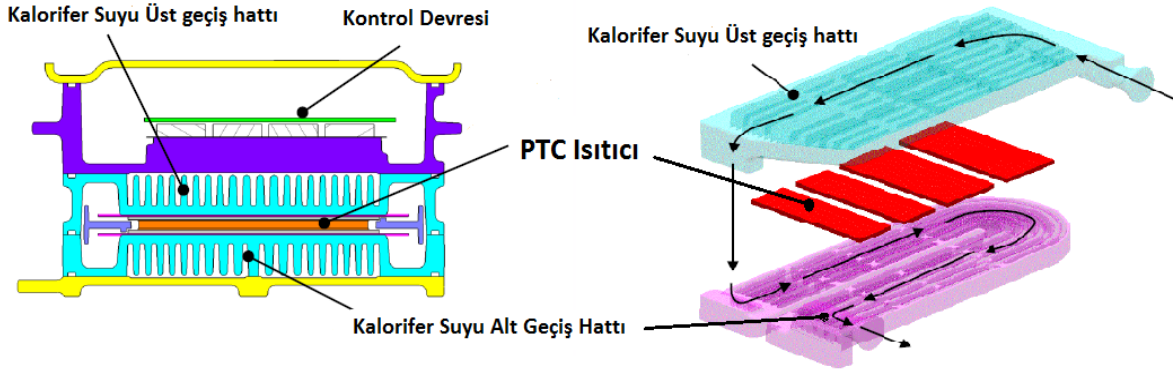 Kalorifer Suyu Üst geçiş hattı
Kontrol Devresi
Kalorifer Suyu Üst geçiş hattı
PTC Isıtıcı
Kalorifer Suyu Alt Geçiş Hattı